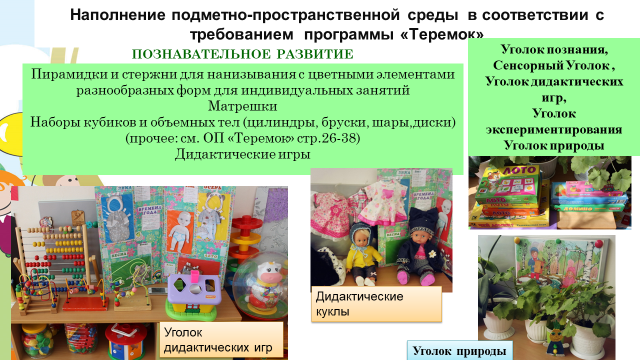 Наполнение подметно-пространственной среды в соответствии с
требованием программы «Теремок»
ПОЗНАВАТЕЛЬНОЕ РАЗВИТИЕ
Пирамидки и стержни для нанизывания с цветными элементами
разнообразных форм для индивидуальных занятий
Матрешки
Наборы кубиков и объемных тел (цилиндры, бруски, шары,диски)
(прочее: см. ОП «Теремок» стр.26-38)
Дидактические игры
Уголок познания,
Сенсорный Уголок ,
Уголок дидактических
игр,
Уголок
экспериментирования
Уголок природы
ЛОТО
Дидактические
куклы
Уголок
дидактических игр
Уголок природы